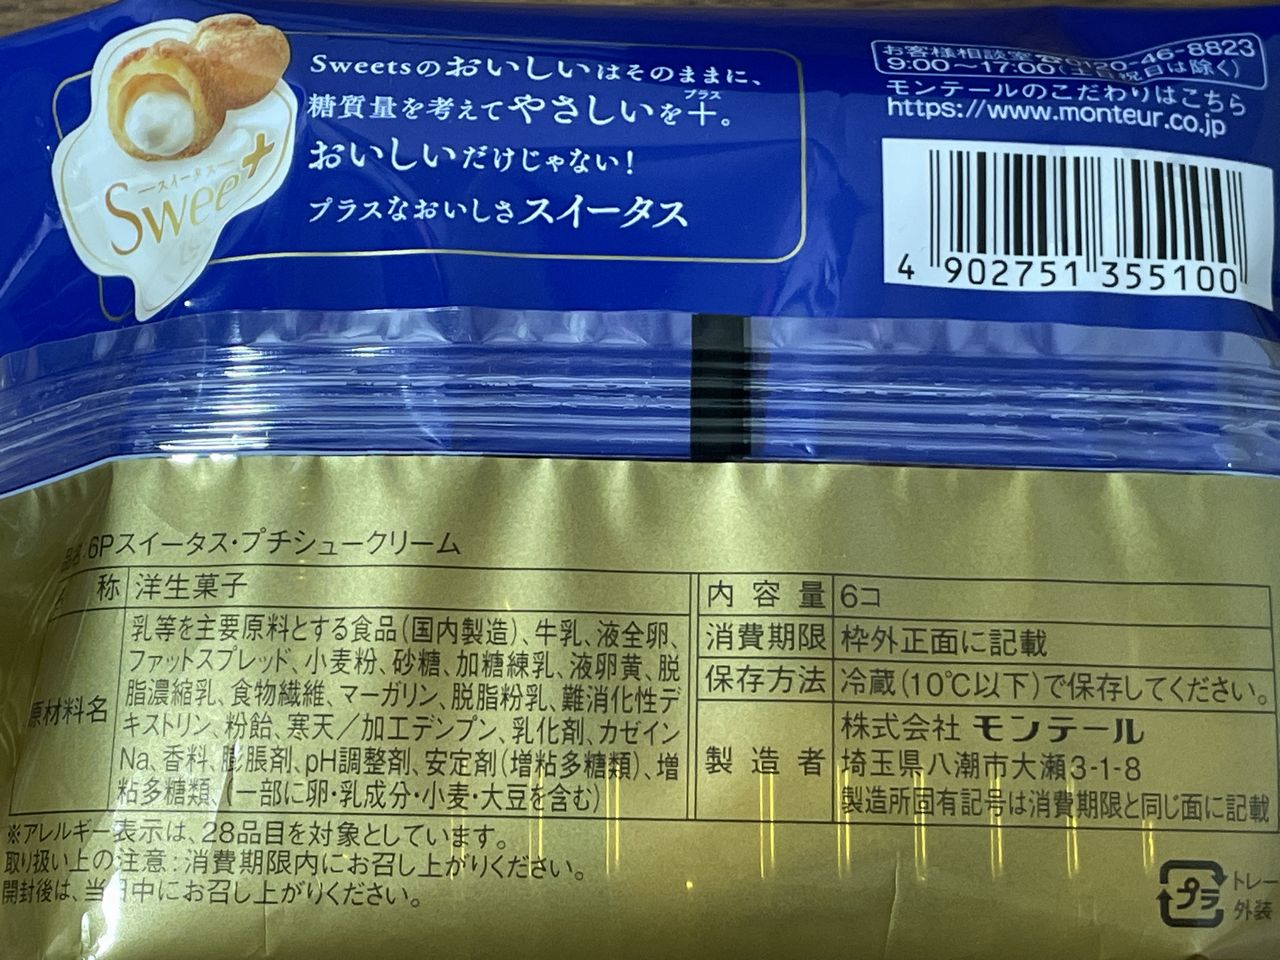 Sweetsのおいしいはそのままに、
糖質量を考えてやさしいを＋。
プラス
おいしいだけじゃない!
プラスなおいしさスイータス
スイータス
Swee+
お客様相談室 0120-46-8823
9:00〜17:00(土日祝日は除く)
モンテールのこだわりはこちら
https://www.monteur.co.jp
4 902751 355100
品名:6Pスイータス・プチシュークリーム
称 洋生菓子
原材料名
乳等を主要原料とする食品(国内製造)、牛乳、液全卵、
ファットスプレッド、小麦粉、砂糖、加糖練乳、液卵黄、脱
脂濃縮乳、食物繊維、マーガリン、脱脂粉乳、難消化性デ
キストリン、粉飴、寒天／加工デンプン、乳化剤、カゼイン
Na、香料、膨脹剤、pH調整剤、安定剤(増粘多糖類)、増
粘多糖類、(一部に卵・乳成分・小麦・大豆を含む)
内容量 6コ
消費期限 枠外正面に記載
保存方法 冷蔵(10℃以下)で保存してください。
製造者
株式会社 モンテール
埼玉県八潮市大瀬3-1-8
製造所固有記号は消費期限と同じ面に記載
※アレルギー表示は、28品目を対象としています。
取り扱い上の注意:消費期限内にお召し上がりください。
開封後は、当日中にお召し上がりください。
プラ
トレー
外装